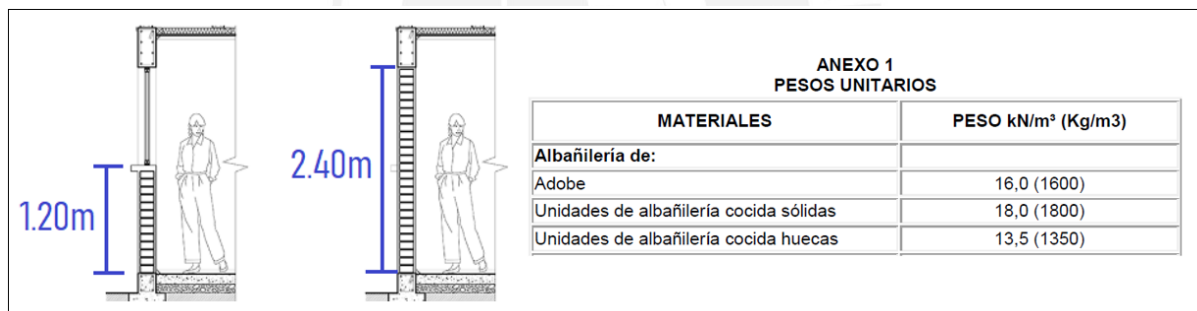 1.20m
2.40m
ANEXO 1
PESOS UNITARIOS
MATERIALES PESO kN/m³ (Kg/m3)
Albañilería de:
Adobe 16,0 (1600)
Unidades de albañilería cocida sólidas 18,0 (1800)
Unidades de albañilería cocida huecas 13,5 (1350)